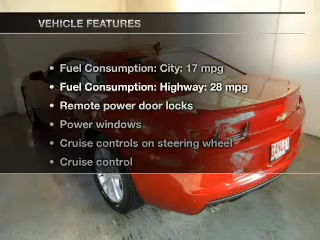 VEHICLE FEATURES
• Fuel Consumption: City: 17 mpg
• Fuel Consumption: Highway: 28 mpg
• Remote power door locks
• Power windows
• Cruise controls on steering wheel
• Cruise control